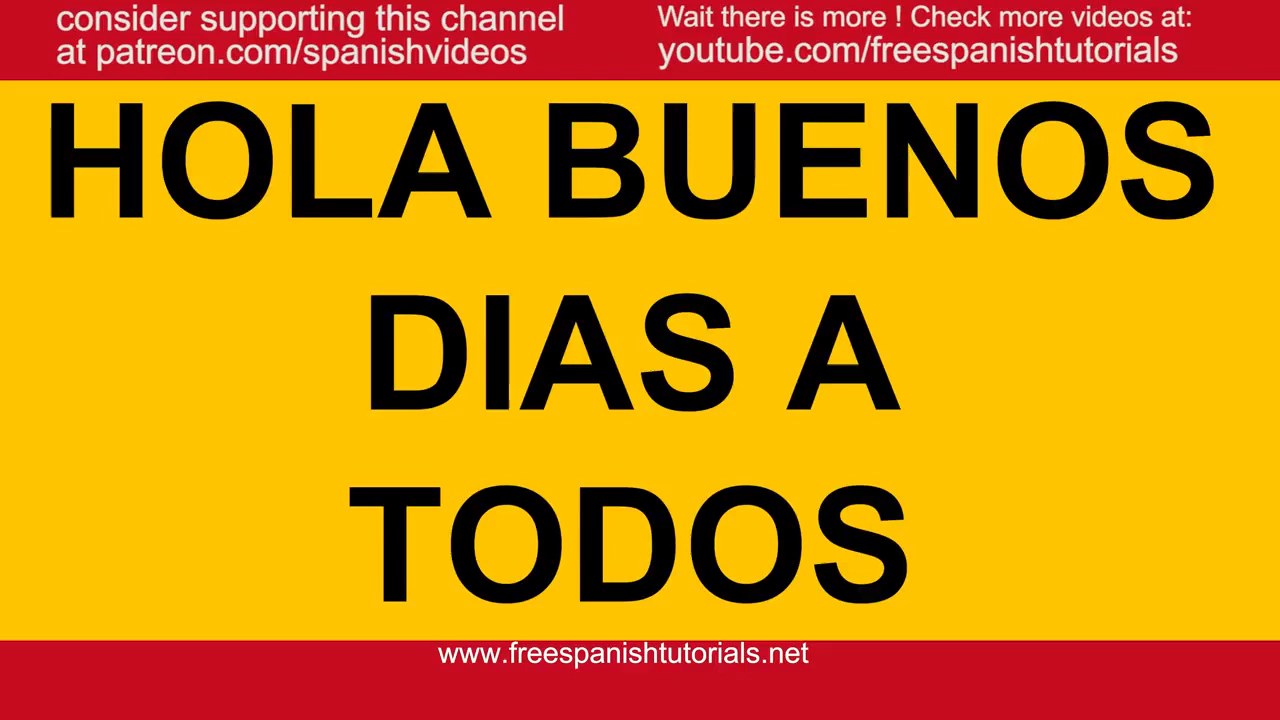 consider supporting this channel
at patreon.com/spanishvideos
Wait there is more ! Check more videos at:
youtube.com/freespanishtutorials
HOLA BUENOS
DIAS A
TODOS
www.freespanishtutorials.net